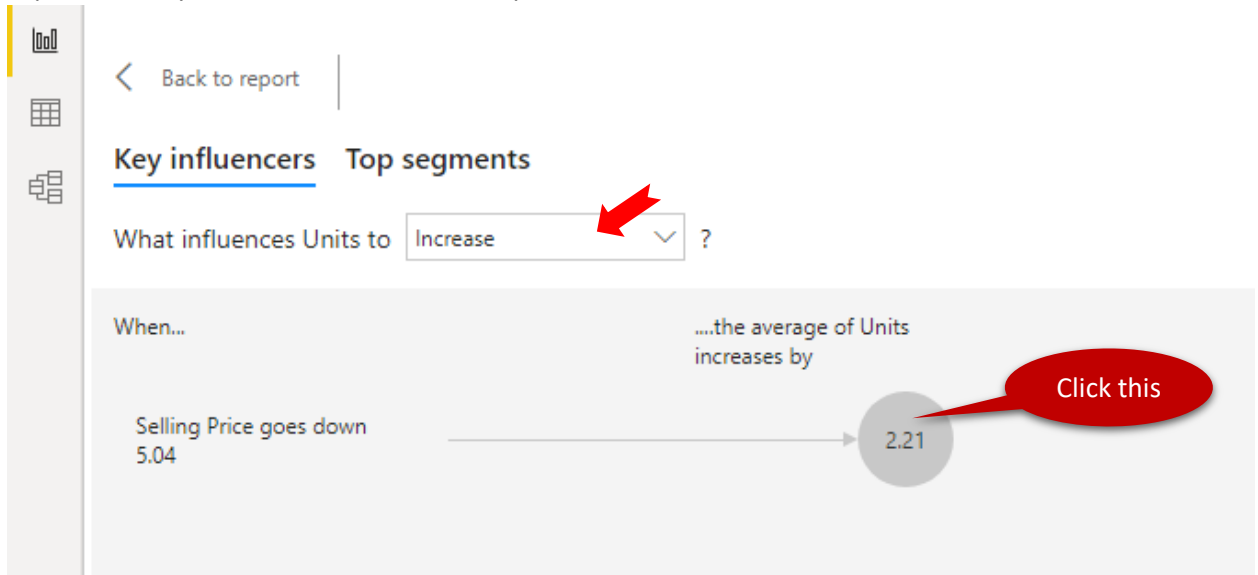 Back to report
Key influencers Top segments
What influences Units to Increase ?
When...
....the average of Units
increases by
Click this
Selling Price goes down
5.04
2.21